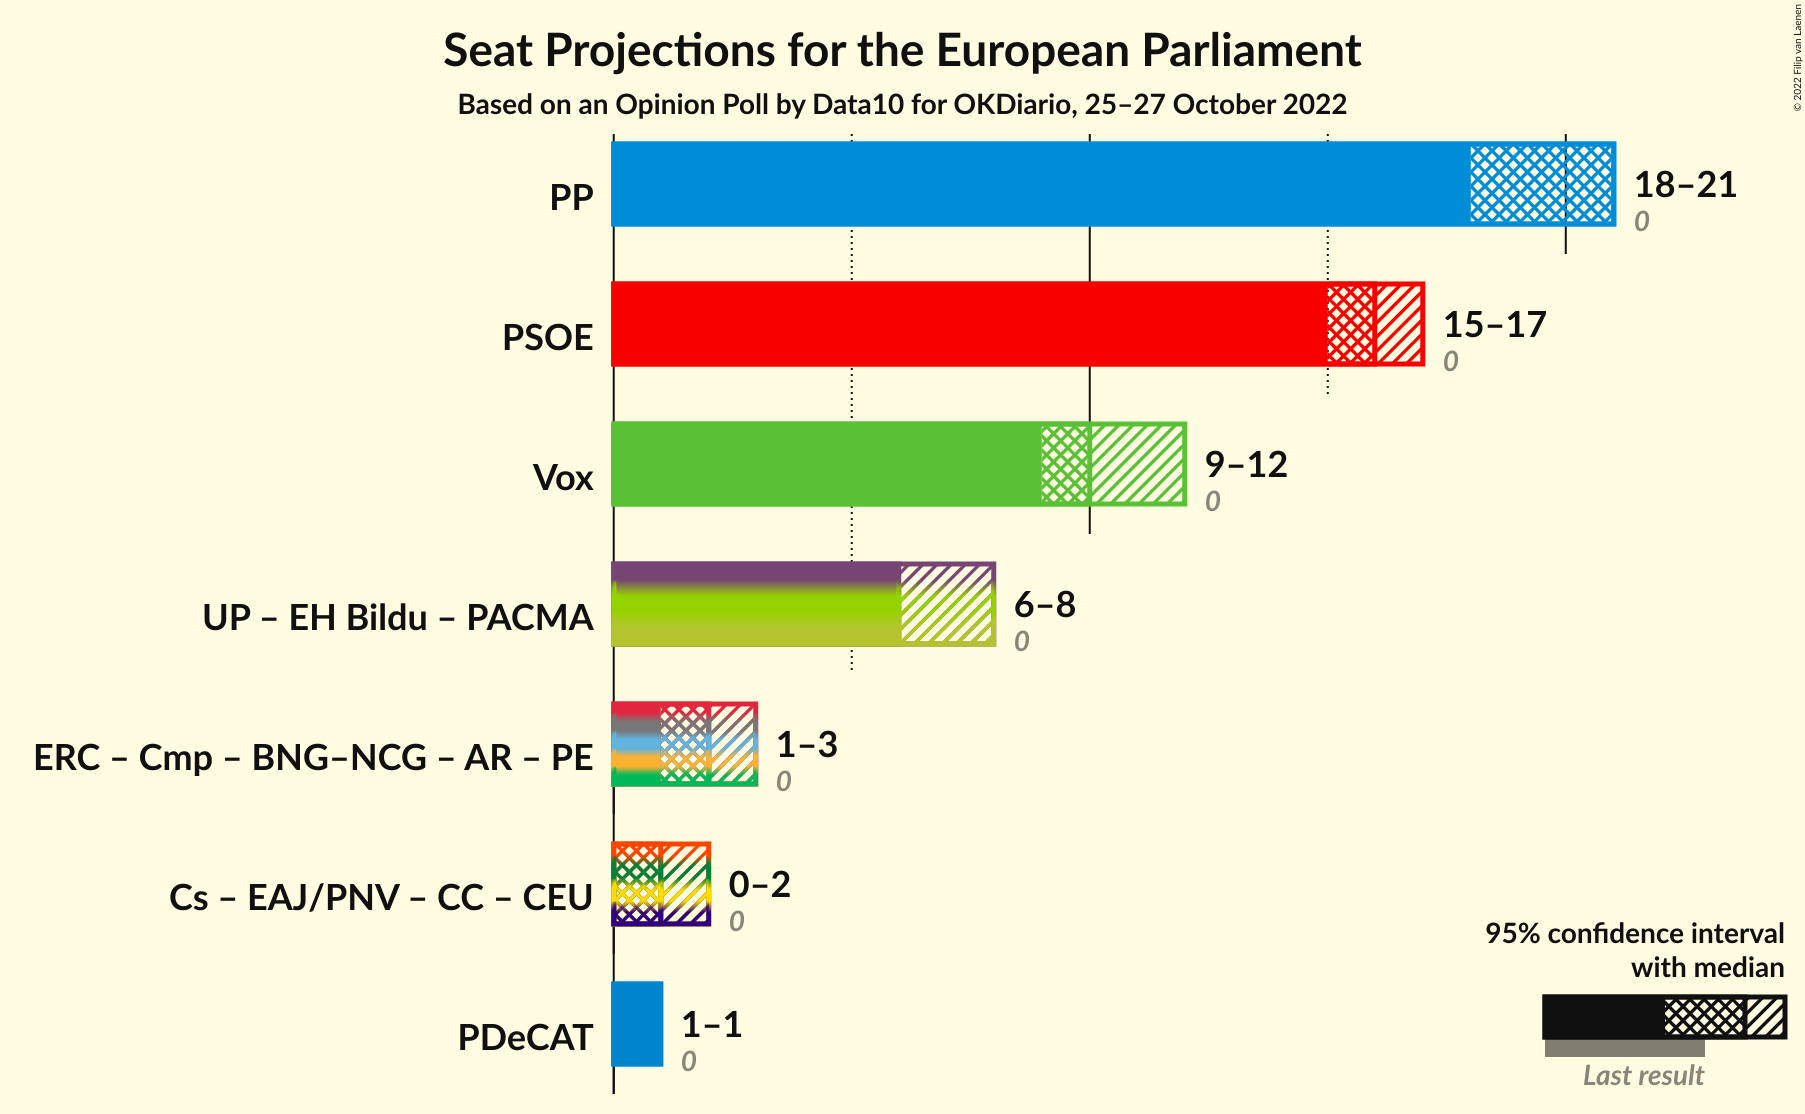 Seat Projections for the European Parliament
Based on an Opinion Poll by Data10 for OKDiario, 25–27 October 2022
© 2022 Filip van Laenen
PP
18–21
0
PSOE
15–17
0
Vox
9–12
0
UP – EH Bildu – PACMA
6–8
0
ERC – Cmp – BNG–NCG – AR – PE
1–3
0
Cs – EAJ/PNV – CC – CEU
0–2
0
PDeCAT
1–1
0
95% confidence interval
with median
Last result